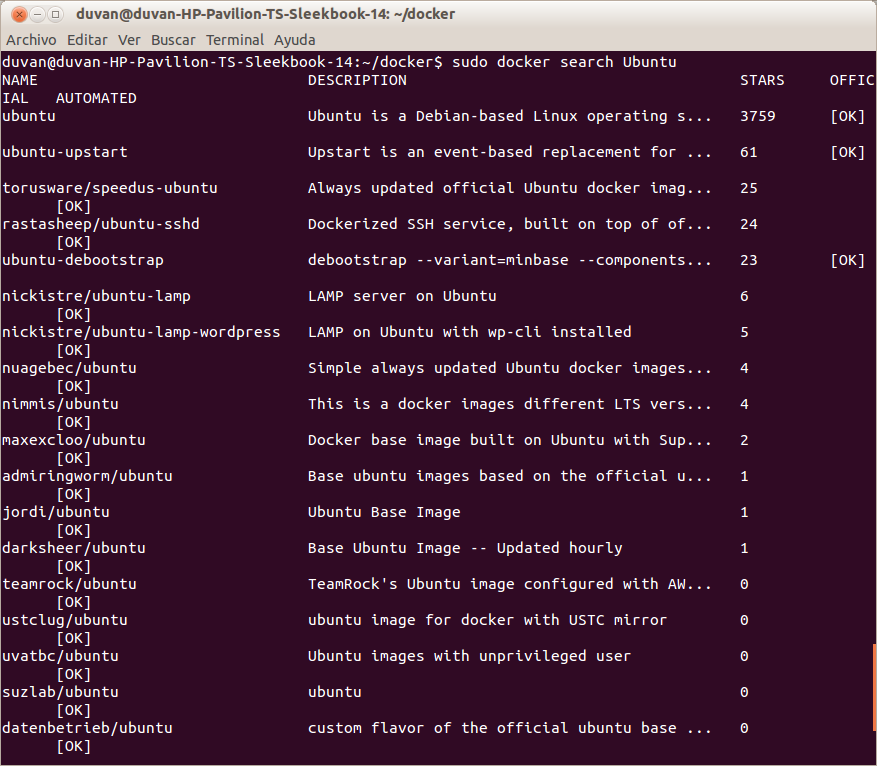 duvan@duvan-HP-Pavilion-TS-Sleekbook-14: ~/docker
Archivo Editar Ver Buscar Terminal Ayuda
duvan@duvan-HP-Pavilion-TS-Sleekbook-14:~/docker$ sudo docker search Ubuntu
NAME DESCRIPTION STARS OFFIC
IAL AUTOMATED
ubuntu Ubuntu is a Debian-based Linux operating s... 3759 [OK]
ubuntu-upstart Upstart is an event-based replacement for ... 61 [OK]
torusware/speedus-ubuntu Always updated official Ubuntu docker imag... 25
[OK]
rastasheep/ubuntu-sshd Dockerized SSH service, built on top of of... 24
[OK]
ubuntu-debootstrap debootstrap --variant=minbase --components... 23 [OK]
nickistre/ubuntu-lamp LAMP server on Ubuntu 6
[OK]
nickistre/ubuntu-lamp-wordpress LAMP on Ubuntu with wp-cli installed 5
[OK]
nuagebec/ubuntu Simple always updated Ubuntu docker images... 4
[OK]
nimmis/ubuntu This is a docker images different LTS vers... 4
[OK]
maxexcloo/ubuntu Docker base image built on Ubuntu with Sup... 2
[OK]
admiringworm/ubuntu Base ubuntu images based on the official u... 1
[OK]
jordi/ubuntu Ubuntu Base Image 1
[OK]
darksheer/ubuntu Base Ubuntu Image -- Updated hourly 1
[OK]
teamrock/ubuntu TeamRock's Ubuntu image configured with AW... 0
[OK]
ustclug/ubuntu ubuntu image for docker with USTC mirror 0
[OK]
uvatbc/ubuntu Ubuntu images with unprivileged user 0
[OK]
suzlab/ubuntu ubuntu 0
[OK]
datenbetrieb/ubuntu custom flavor of the official ubuntu base ... 0
[OK]